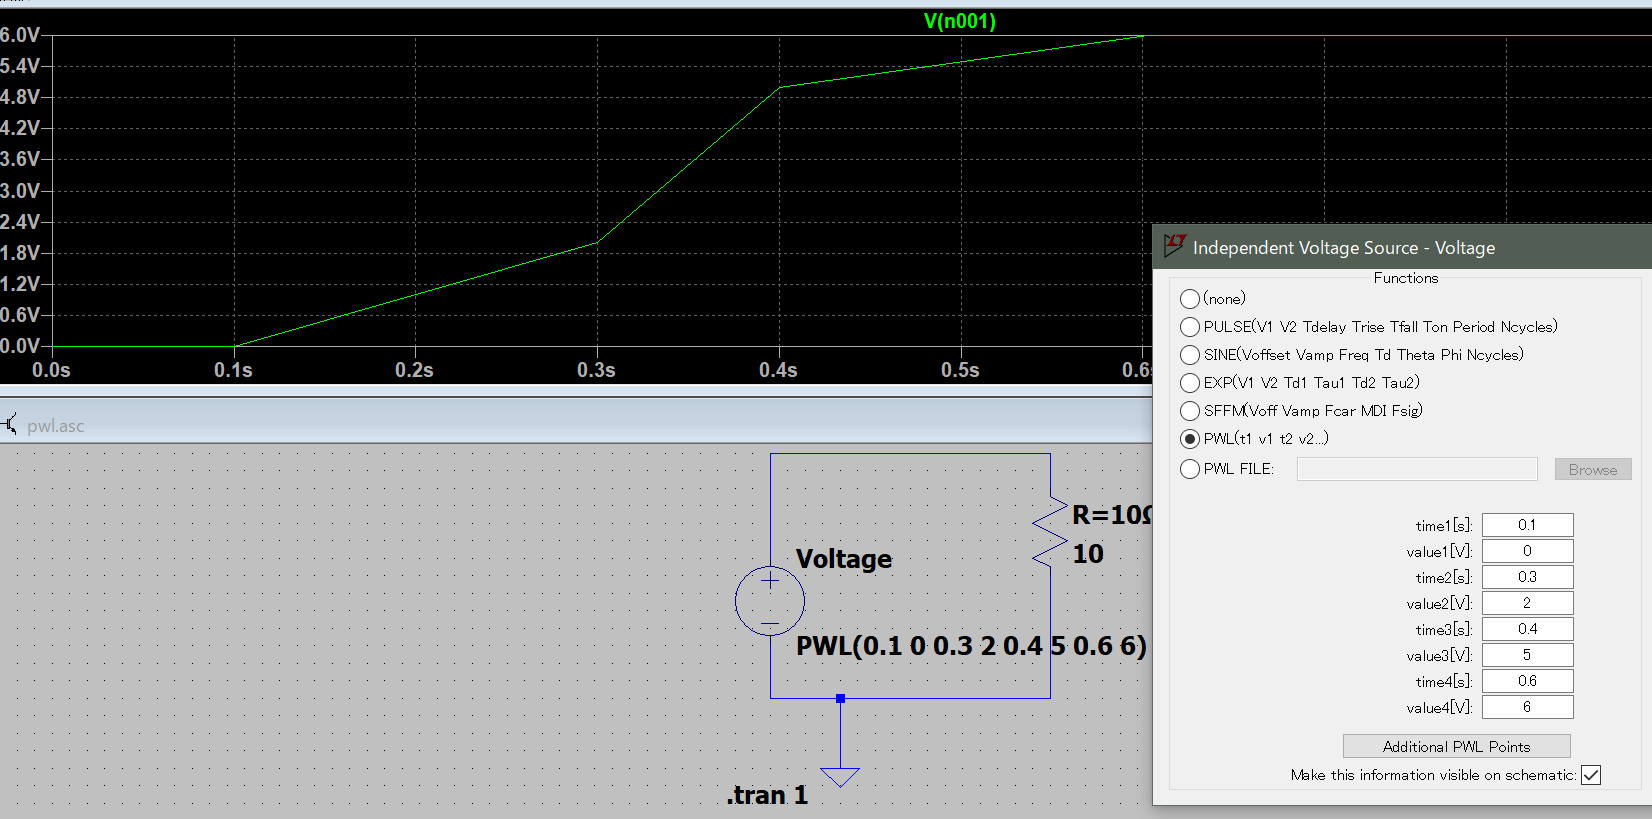 V(n001)
6.0V
5.4V
4.8V
4.2V
3.6V
3.0V
2.4V
1.8V
1.2V
0.6V
0.0V
0.0s 0.1s 0.2s 0.3s 0.4s 0.5s 0.6s
pwl.asc
R=10Ω
10
Voltage
PWL(0.1 0 0.3 2 0.4 5 0.6 6)
.tran 1
Independent Voltage Source - Voltage
Functions
(none)
PULSE(V1 V2 Tdelay Trise Tfall Ton Period Ncycles)
SINE(Voffset Vamp Freq Td Theta Phi Ncycles)
EXP(V1 V2 Td1 Tau1 Td2 Tau2)
SFFM(Voff Vamp Fcar MDI Fsig)
PWL(t1 v1 t2 v2...)
PWL FILE: Browse
time1[s]: 0.1
value1[V]: 0
time2[s]: 0.3
value2[V]: 2
time3[s]: 0.4
value3[V]: 5
time4[s]: 0.6
value4[V]: 6
Additional PWL Points
Make this information visible on schematic: